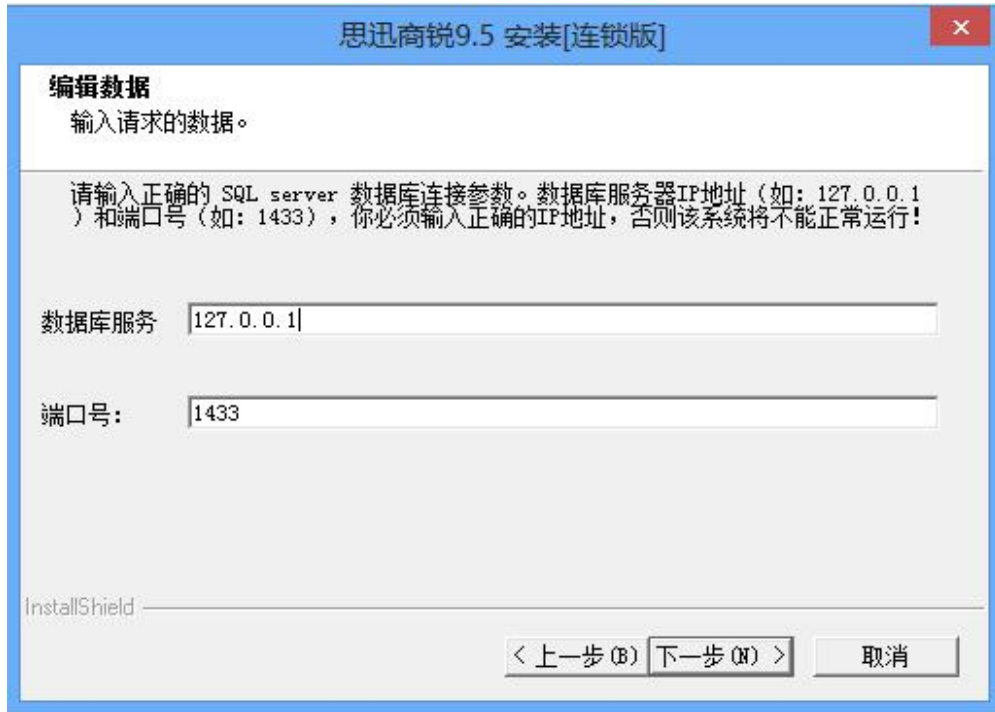 思迅商锐9.5 安装[连锁版]
编辑数据
输入请求的数据。
请输入正确的 SQL server 数据库连接参数。数据库服务器IP地址(如: 127.0.0.1
)和端口号(如: 1433), 你必须输入正确的IP地址, 否则该系统将不能正常运行!
数据库服务 127.0.0.1
端口号: 1433
InstallShield
< 上一步(B) 下一步(N) > 取消